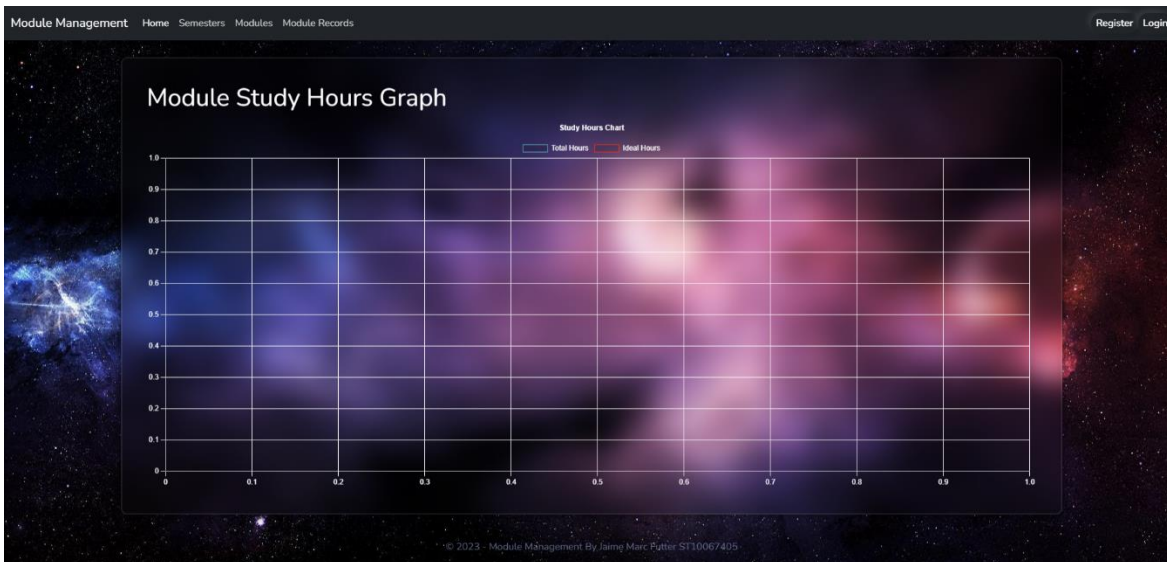 Module Management Home Semesters Modules Module Records Register Login
Module Study Hours Graph
Study Hours Chart
Total Hours Ideal Hours
1.0
0.9
0.8
0.7
0.6
0.5
0.4
0.3
0.2
0.1
0
0 0.1 0.2 0.3 0.4 0.5 0.6 0.7 0.8 0.9 1.0
© 2023 - Module Management By Jaime Marc Futter ST10067405